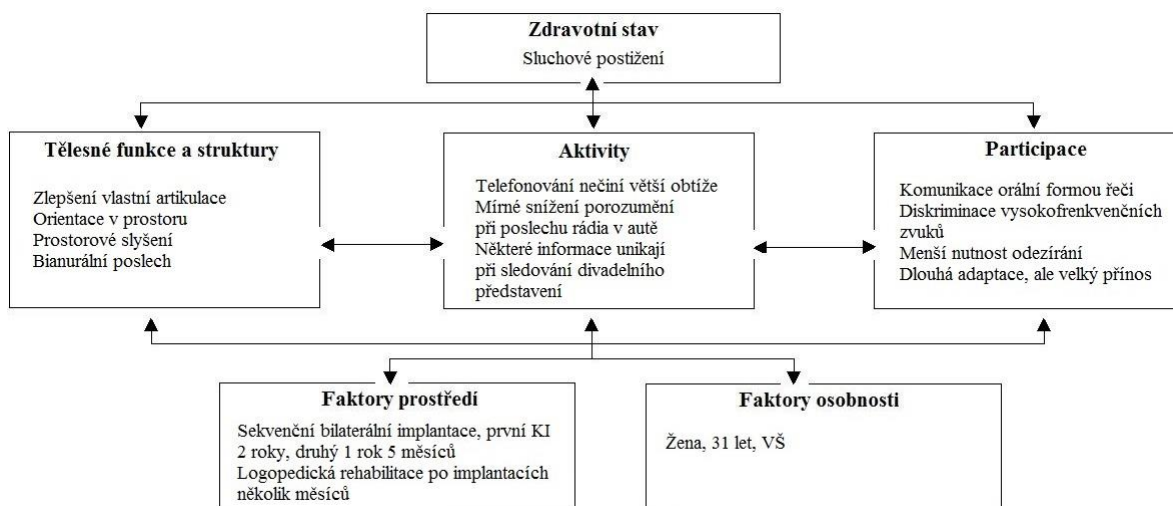 Zdravotní stav
Sluchové postižení
Tělesné funkce a struktury
Zlepšení vlastní artikulace
Orientace v prostoru
Prostorové slyšení
Bianurální poslech
Aktivity
Telefonování nečiní větší obtíže
Mírné snížení porozumění
při poslechu rádia v autě
Některé informace unikají
při sledování divadelního
představení
Participace
Komunikace orální formou řeči
Diskriminace vysokofrenkvenčních
zvuků
Menší nutnost odezírání
Dlouhá adaptace, ale velký přínos
Faktory prostředí
Sekvenční bilaterální implantace, první KI
2 roky, druhý 1 rok 5 měsíců
Logopedická rehabilitace po implantacích
několik měsíců
Faktory osobnosti
Žena, 31 let, VŠ